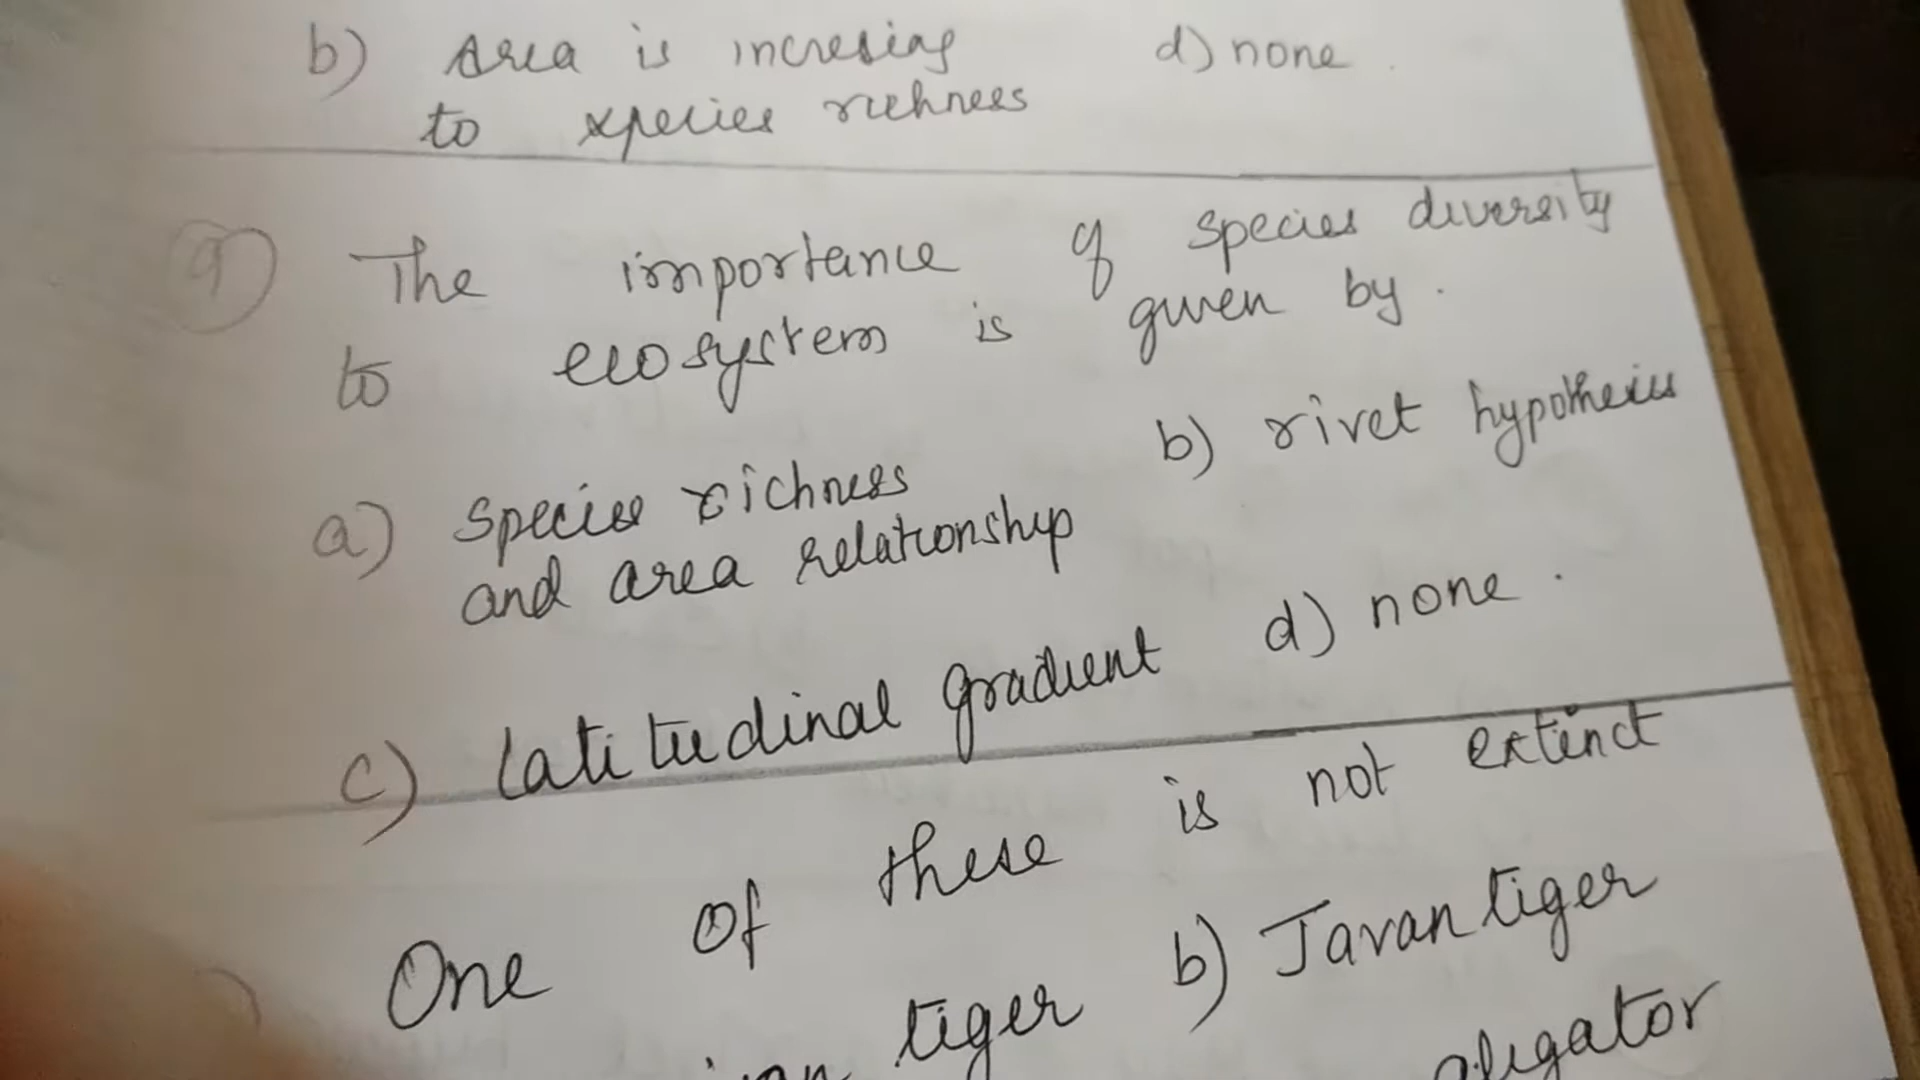 b) Area is incresing d) none.
to species richness
9) The importance of species diversity
to ecosystem is given by.
a) Species richness b) rivet hypothesis
and area relationship
c) latitudinal gradient d) none.
One of these is not extinct
tiger b) Javan tiger
aligator